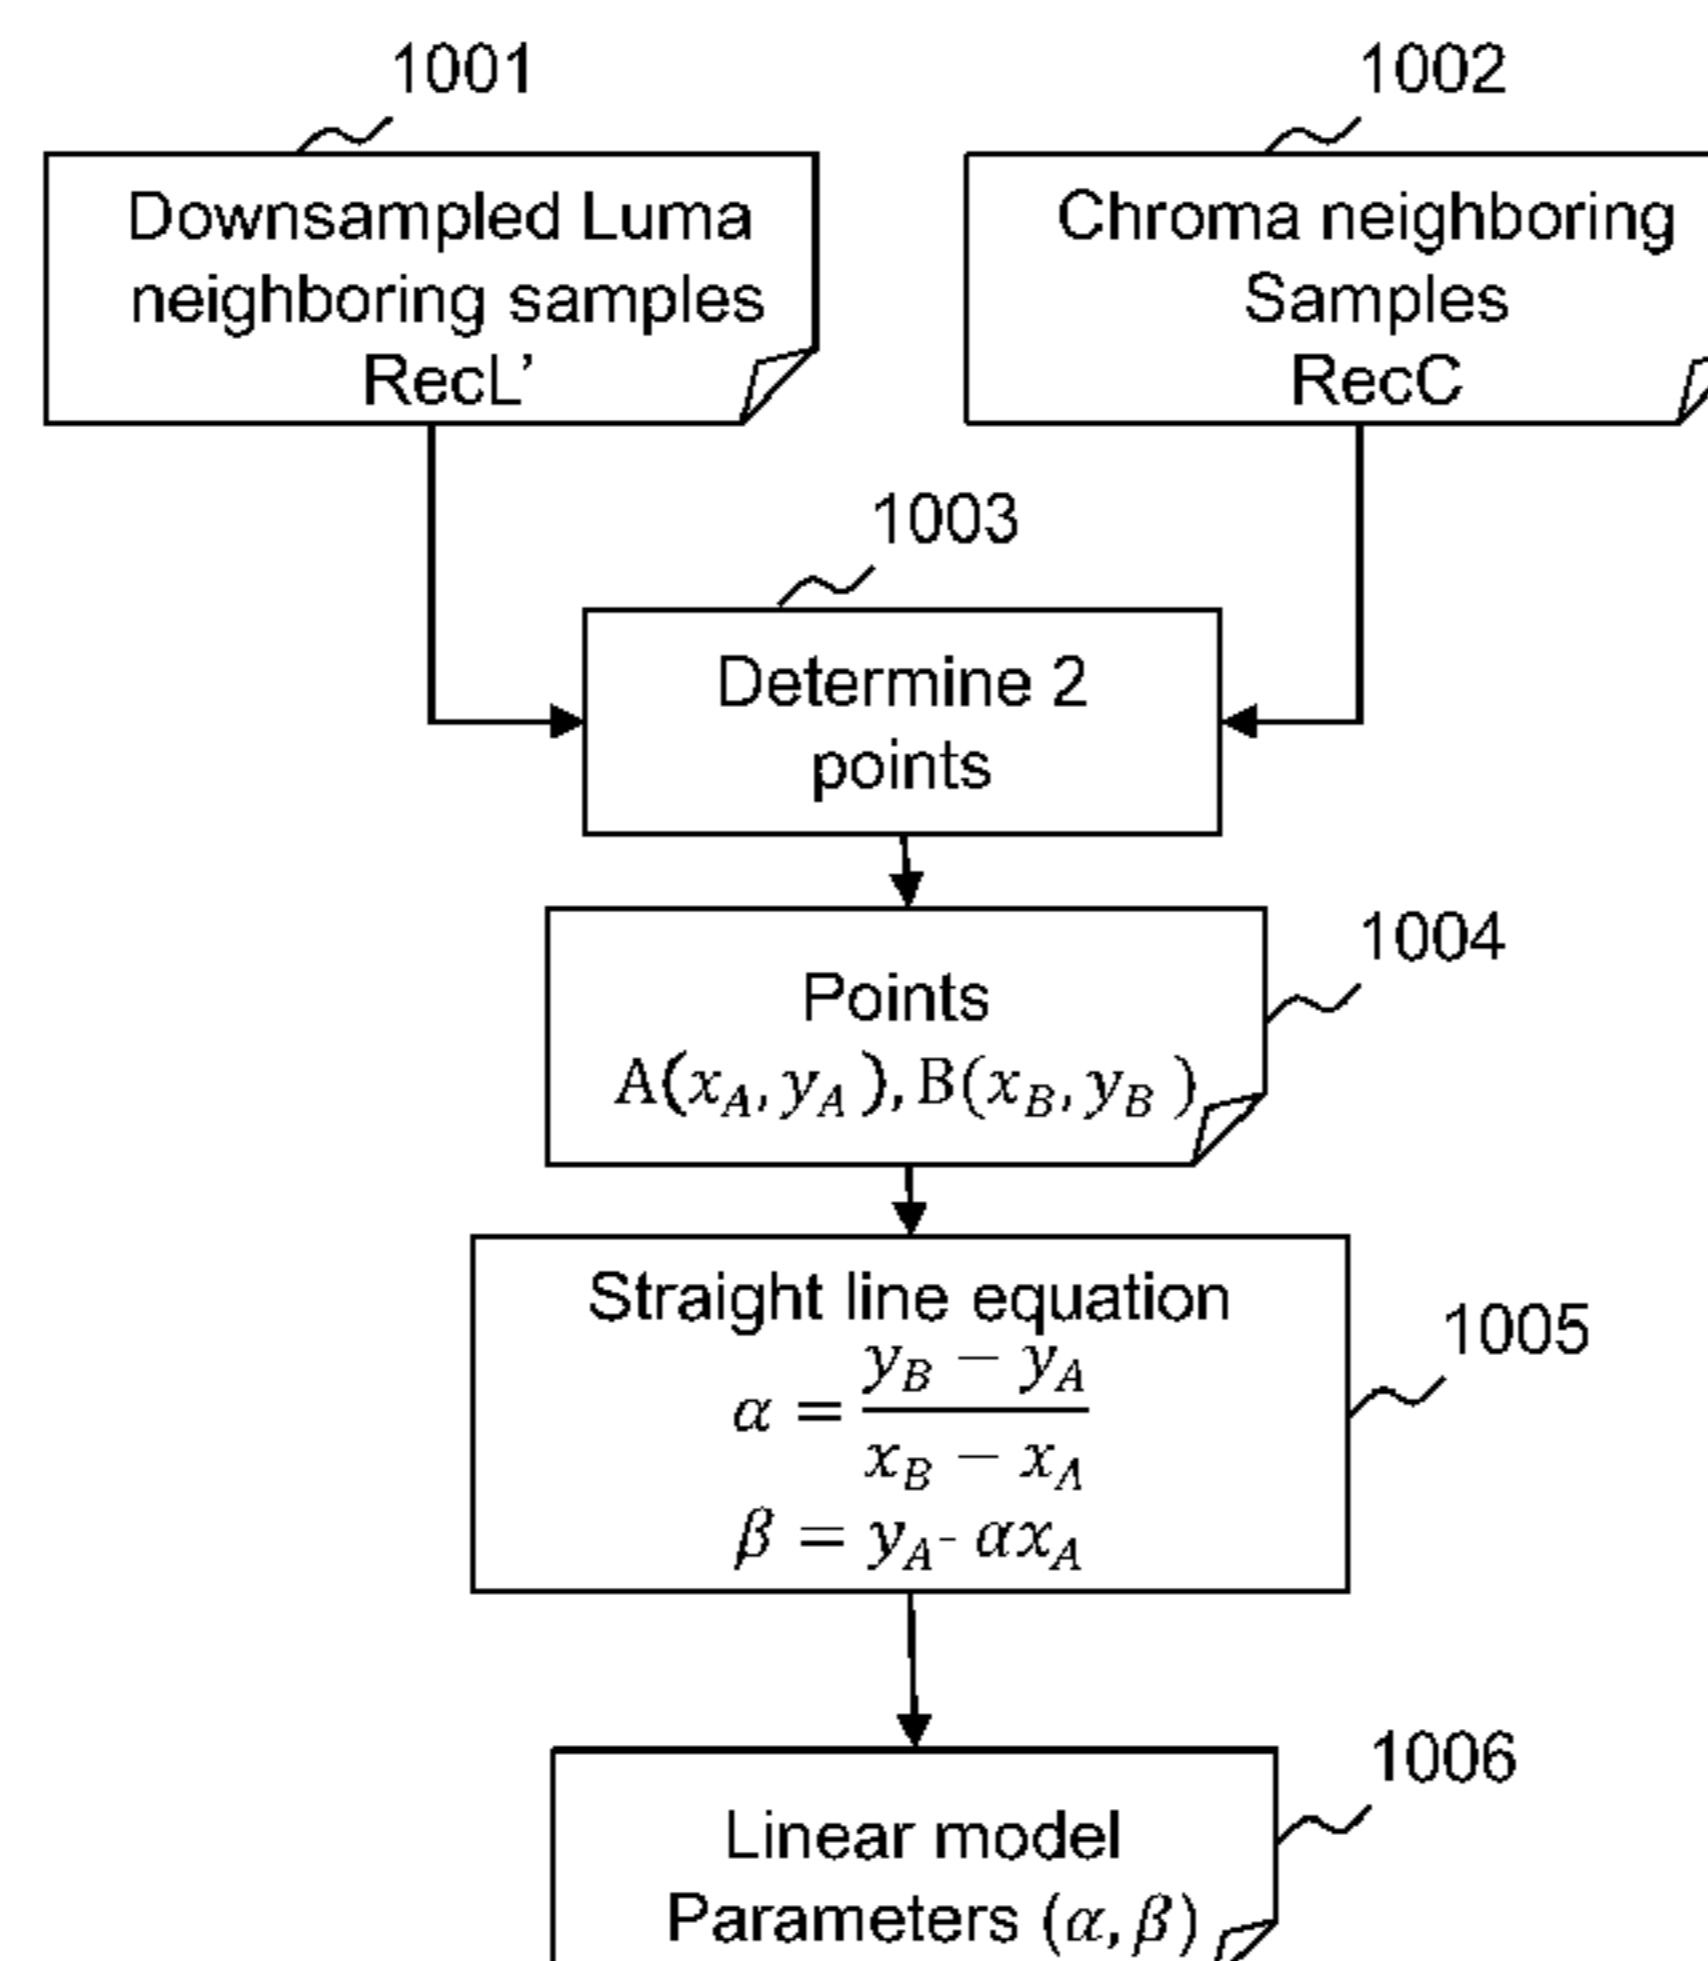 1001
Downsampled Luma
neighboring samples
RecL’
1002
Chroma neighboring
Samples
RecC
1003
Determine 2
points
1004
Points
A(x_A, y_A), B(x_B, y_B)
1005
Straight line equation
α = \frac{y_B − y_A}{x_B − x_A}
β = y_A- αx_A
1006
Linear model
Parameters (α, β)